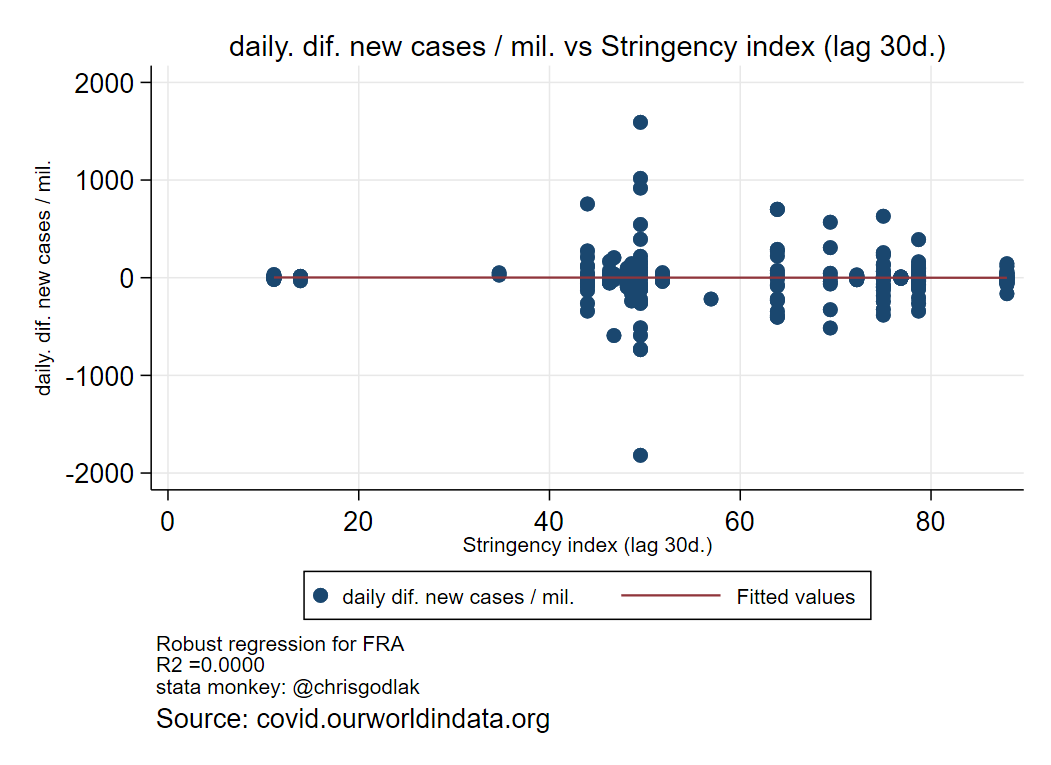 daily. dif. new cases / mil. vs Stringency index (lag 30d.)
daily. dif. new cases / mil.
2000
1000
0
-1000
-2000
0 20 40 60 80
Stringency index (lag 30d.)
daily dif. new cases / mil. Fitted values
Robust regression for FRA
R2 =0.0000
stata monkey: @chrisgodlak
Source: covid.ourworldindata.org